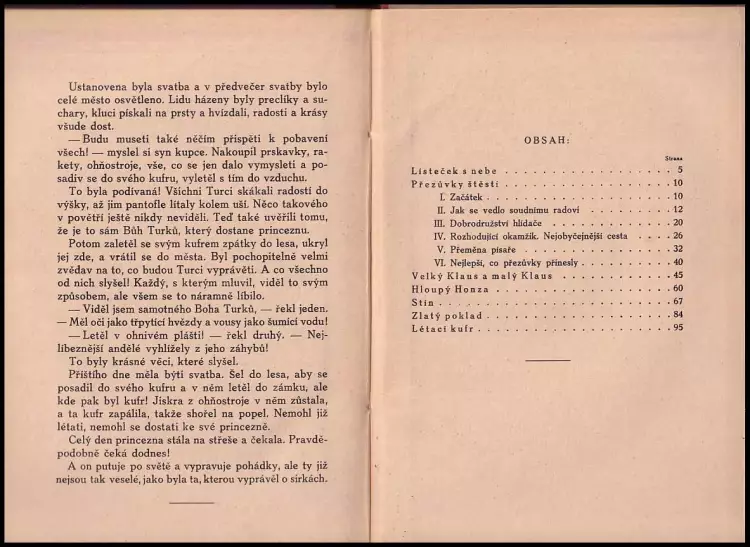 Ustanovena byla svatba a v předvečer svatby bylo
celé město osvětleno. Lidu házeny byly preclíky a su-
chary, kluci pískali na prsty a hvízdali, radosti a krásy
všude dost.
— Budu museti také něčím přispěti k pobavení
všech! — myslel si syn kupce. Nakoupil prskavky, ra-
kety, ohňostroje, vše, co se jen dalo vymysleti a po-
sadiv se do svého kufru, vyletěl s tím do vzduchu.
To byla podívaná! Všichni Turci skákali radostí do
výšky, až jim pantofle lítaly kolem uší. Něco takového
v povětří ještě nikdy neviděli. Teď také uvěřili tomu,
že je to sám Bůh Turků, který dostane princeznu.
Potom zaletěl se svým kufrem zpátky do lesa, ukryl
jej zde, a vrátil se do města. Byl pochopitelně velmi
zvědav na to, co budou Turci vyprávěti. A co všechno
od nich slyšel! Každý, s kterým mluvil, viděl to svým
způsobem, ale všem se to náramně líbilo.
— Viděl jsem samotného Boha Turků, — řekl jeden.
— Měl oči jako třpytící hvězdy a vousy jako šumící vodu!
— Letěl v ohnivém plášti! — řekl druhý. — Nej-
líbeznější andělé vyhlížely z jeho záhybů!
To byly krásné věci, které slyšel.
Příštího dne měla býti svatba. Šel do lesa, aby se
posadil do svého kufru a v něm letěl do zámku, ale
kde pak byl kufr! Jiskra z ohňostroje v něm zůstala,
a ta kufr zapálila, takže shořel na popel. Nemohl již
létati, nemohl se dostati ke své princezně.
Celý den princezna stála na střeše a čekala. Pravdě-
podobně čeká dodnes!
A on putuje po světě a vypravuje pohádky, ale ty již
nejsou tak veselé, jako byla ta, kterou vyprávěl o sirkách.
OBSAH:
Strana
Lísteček s nebe . . . . . . . . . . . . . . . . . . 5
Přezůvky štěstí . . . . . . . . . . . . . . . . . . 10
I. Začátek . . . . . . . . . . . . . . . . . . 10
II. Jak se vedlo soudnímu radovi . . . . . . . . . 12
III. Dobrodružství hlídače . . . . . . . . . . . . 20
IV. Rozhodující okamžik. Nejobyčejnější cesta . . . . 26
V. Přeměna písaře . . . . . . . . . . . . . . . 32
VI. Nejlepší, co přezůvky přinesly . . . . . . . . . 40
Velký Klaus a malý Klaus . . . . . . . . . . . . 45
Hloupý Honza . . . . . . . . . . . . . . . . . . 60
Stín . . . . . . . . . . . . . . . . . . . . . . 67
Zlatý poklad . . . . . . . . . . . . . . . . . . 84
Létací kufr . . . . . . . . . . . . . . . . . . . 95